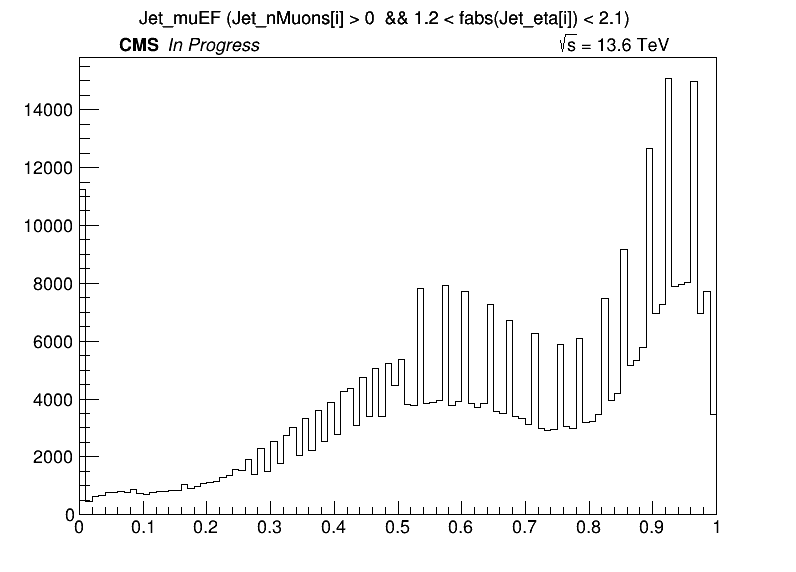 Jet_muEF (Jet_nMuons[i] > 0 && 1.2 < fabs(Jet_eta[i]) < 2.1)
CMS In Progress √s = 13.6 TeV
14000
12000
10000
8000
6000
4000
2000
0
0 0.1 0.2 0.3 0.4 0.5 0.6 0.7 0.8 0.9 1